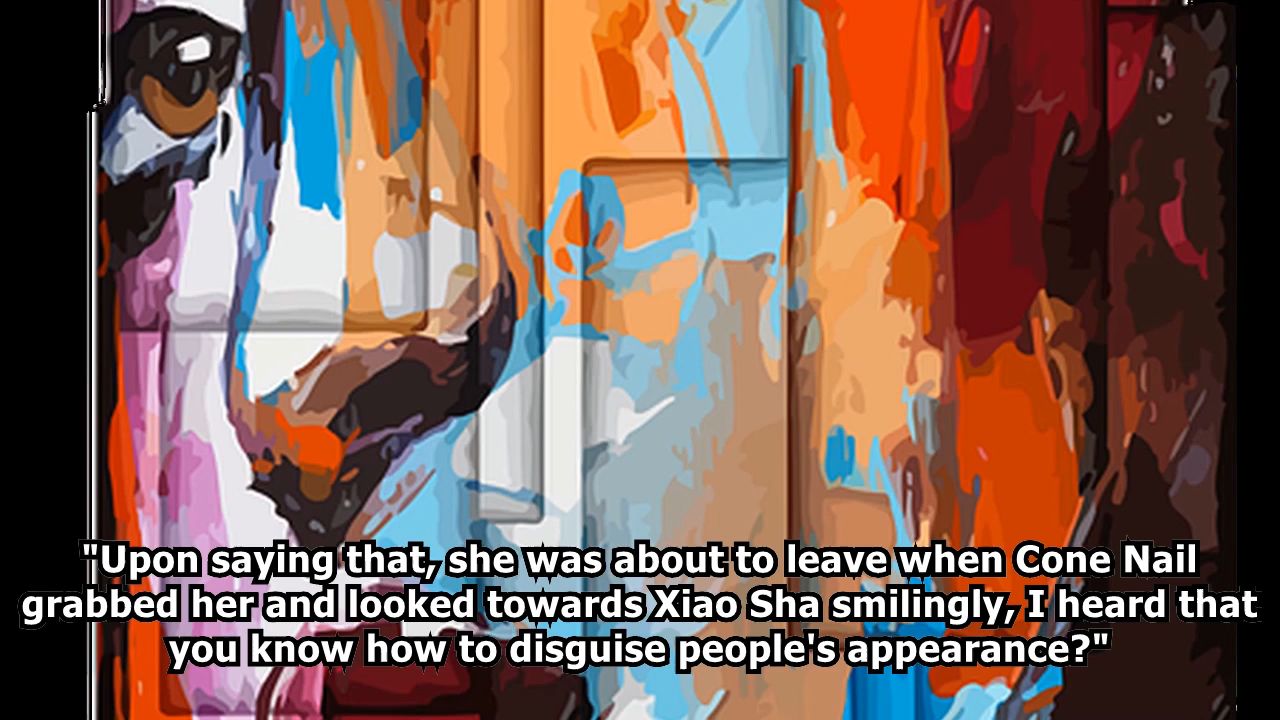 "Upon saying that, she was about to leave when Cone Nail
grabbed her and looked towards Xiao Sha smilingly, I heard that
you know how to disguise people's appearance?"